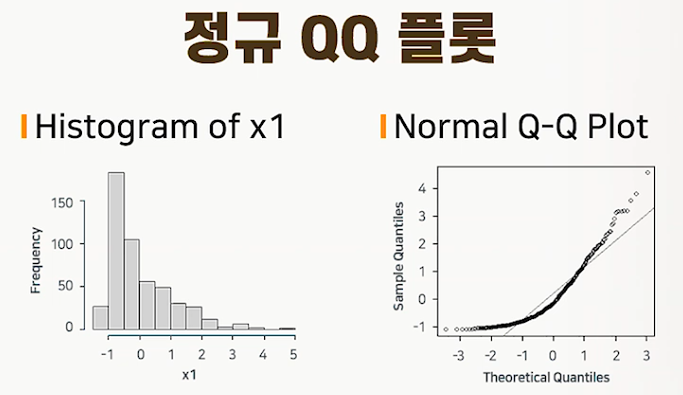 정규 QQ 플롯
Histogram of x1
Frequency
150
100
50
0
-1 0 1 2 3 4 5
x1
Normal Q-Q Plot
Sample Quantiles
4
3
2
1
0
-1
-3 -2 -1 0 1 2 3
Theoretical Quantiles